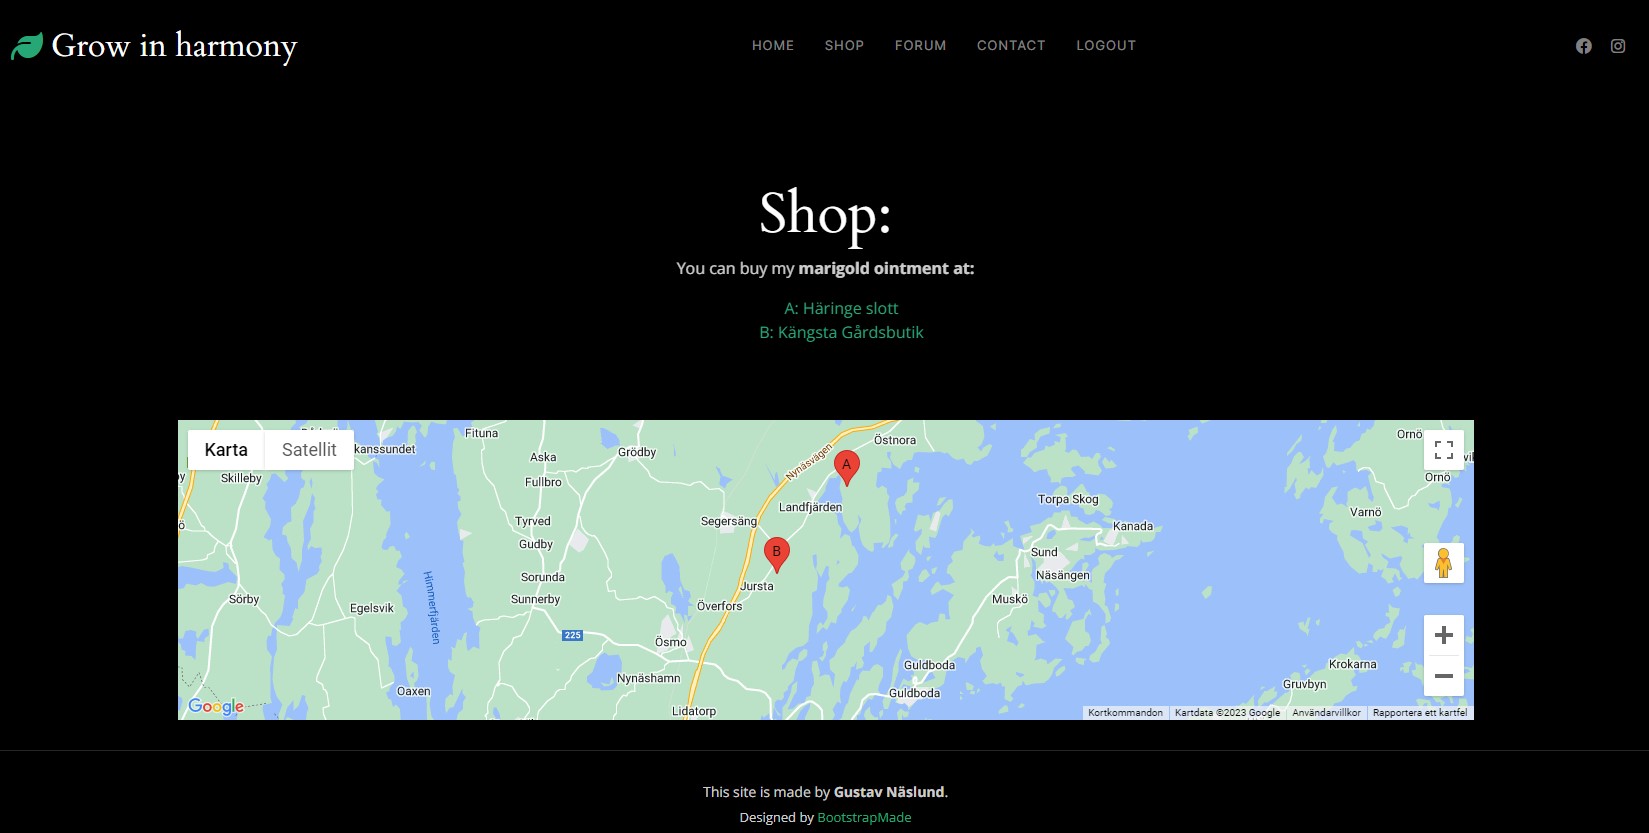 Grow in harmony
HOME SHOP FORUM CONTACT LOGOUT
Shop:
You can buy my marigold ointment at:
A: Häringe slott
B: Kängsta Gårdsbutik
Karta Satellit
kanssundet
Fituna
Östnora
Ornö
Aska
Grödby
Nynäsvägen
A
Skilleby
Fullbro
Ornö
Torpa Skog
Landfjärden
Varnö
Tyrved
Segersäng
Kanada
Gudby
B
Sund
Himmerfjärden
Sorunda
Jursta
Näsängen
Sörby
Egelsvik
Sunnerby
Överfors
Muskö
225
Ösmo
Guldboda
Krokarna
Nynäshamn
Gruvbyn
Oaxen
Guldboda
Google
Lidatorp
Kortkommandon Kartdata ©2023 Google Användarvillkor Rapportera ett kartfel
This site is made by Gustav Näslund.
Designed by BootstrapMade